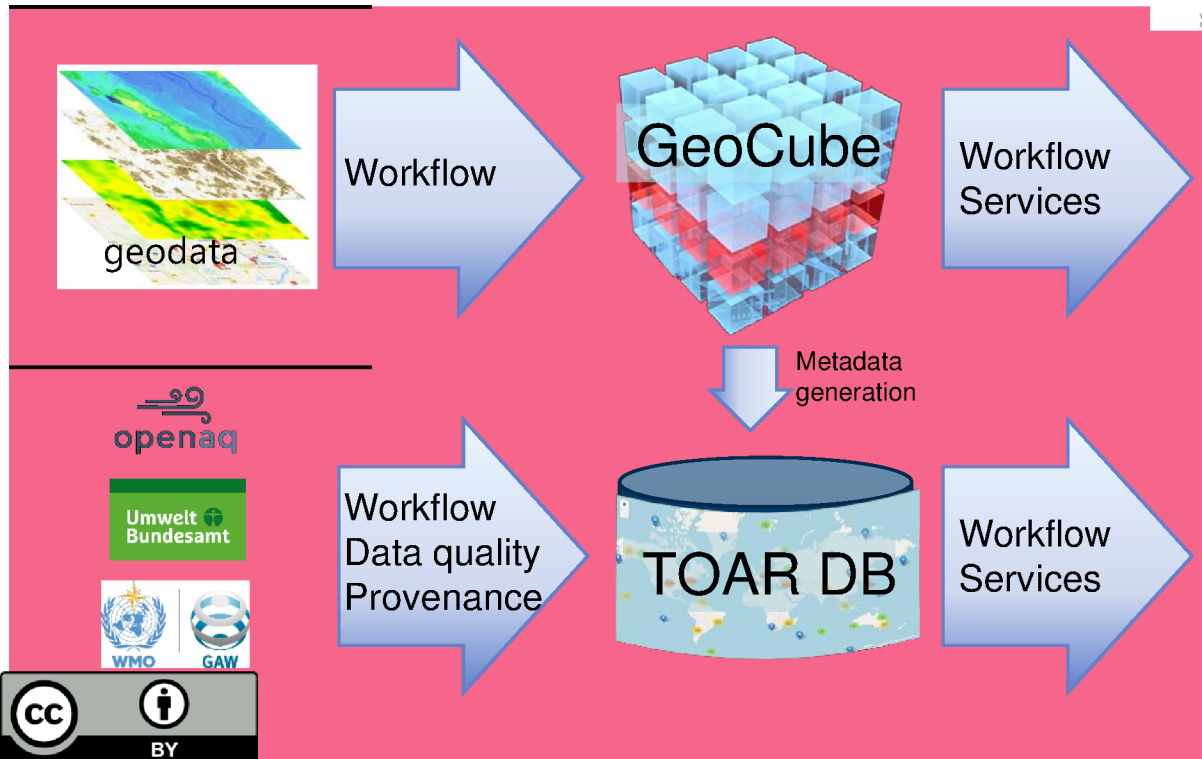 geodata
Workflow
GeoCube
Workflow
Services
Metadata
generation
openaq
Umwelt
Bundesamt
WMO
GAW
Workflow
Data quality
Provenance
TOAR DB
Workflow
Services
cc
BY